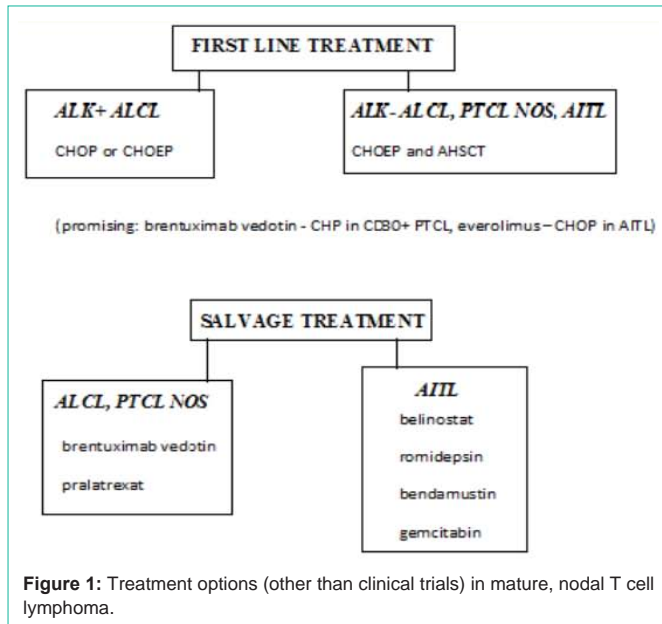 FIRST LINE TREATMENT
ALK+ ALCL
CHOP or CHOEP
ALK- ALCL, PTCL NOS, AITL
CHOEP and AHSCT
(promising: brentuximab vedotin - CHP in CD30+ PTCL, everolimus – CHOP in AITL)
SALVAGE TREATMENT
ALCL, PTCL NOS
brentuximab vedotin
pralatrexat
AITL
belinostat
romidepsin
bendamustin
gemcitabin
Figure 1: Treatment options (other than clinical trials) in mature, nodal T cell
lymphoma.